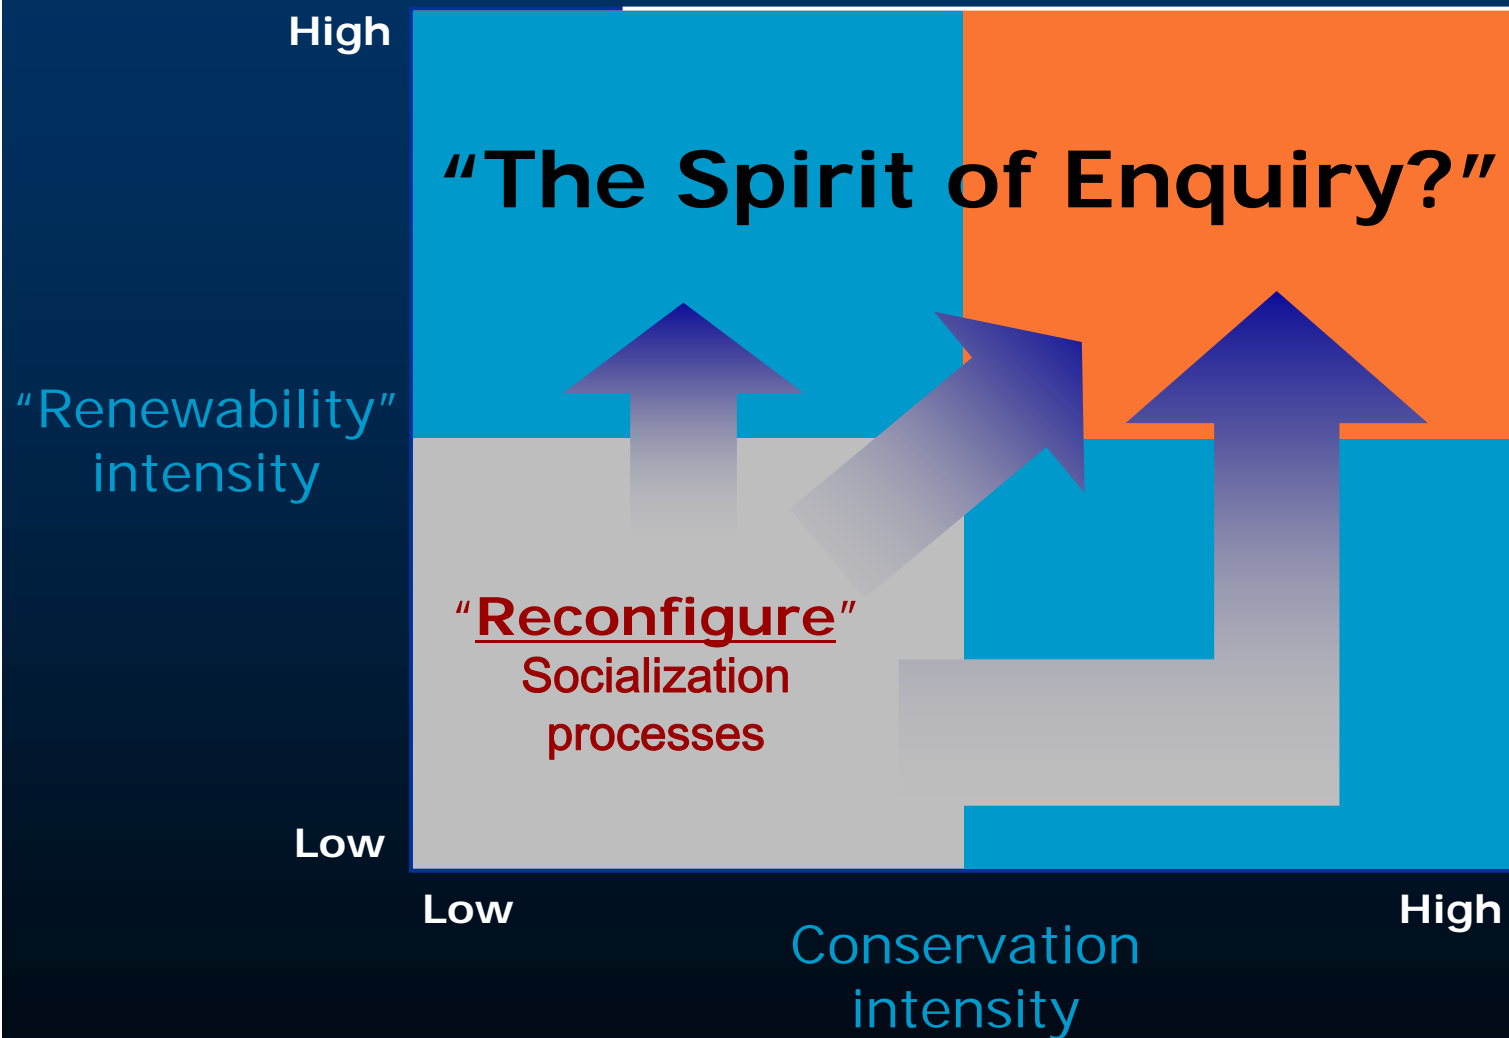 High
“The Spirit of Enquiry?”
“Renewability”
intensity
“Reconfigure”
Socialization
processes
Low
Low
High
Conservation
intensity